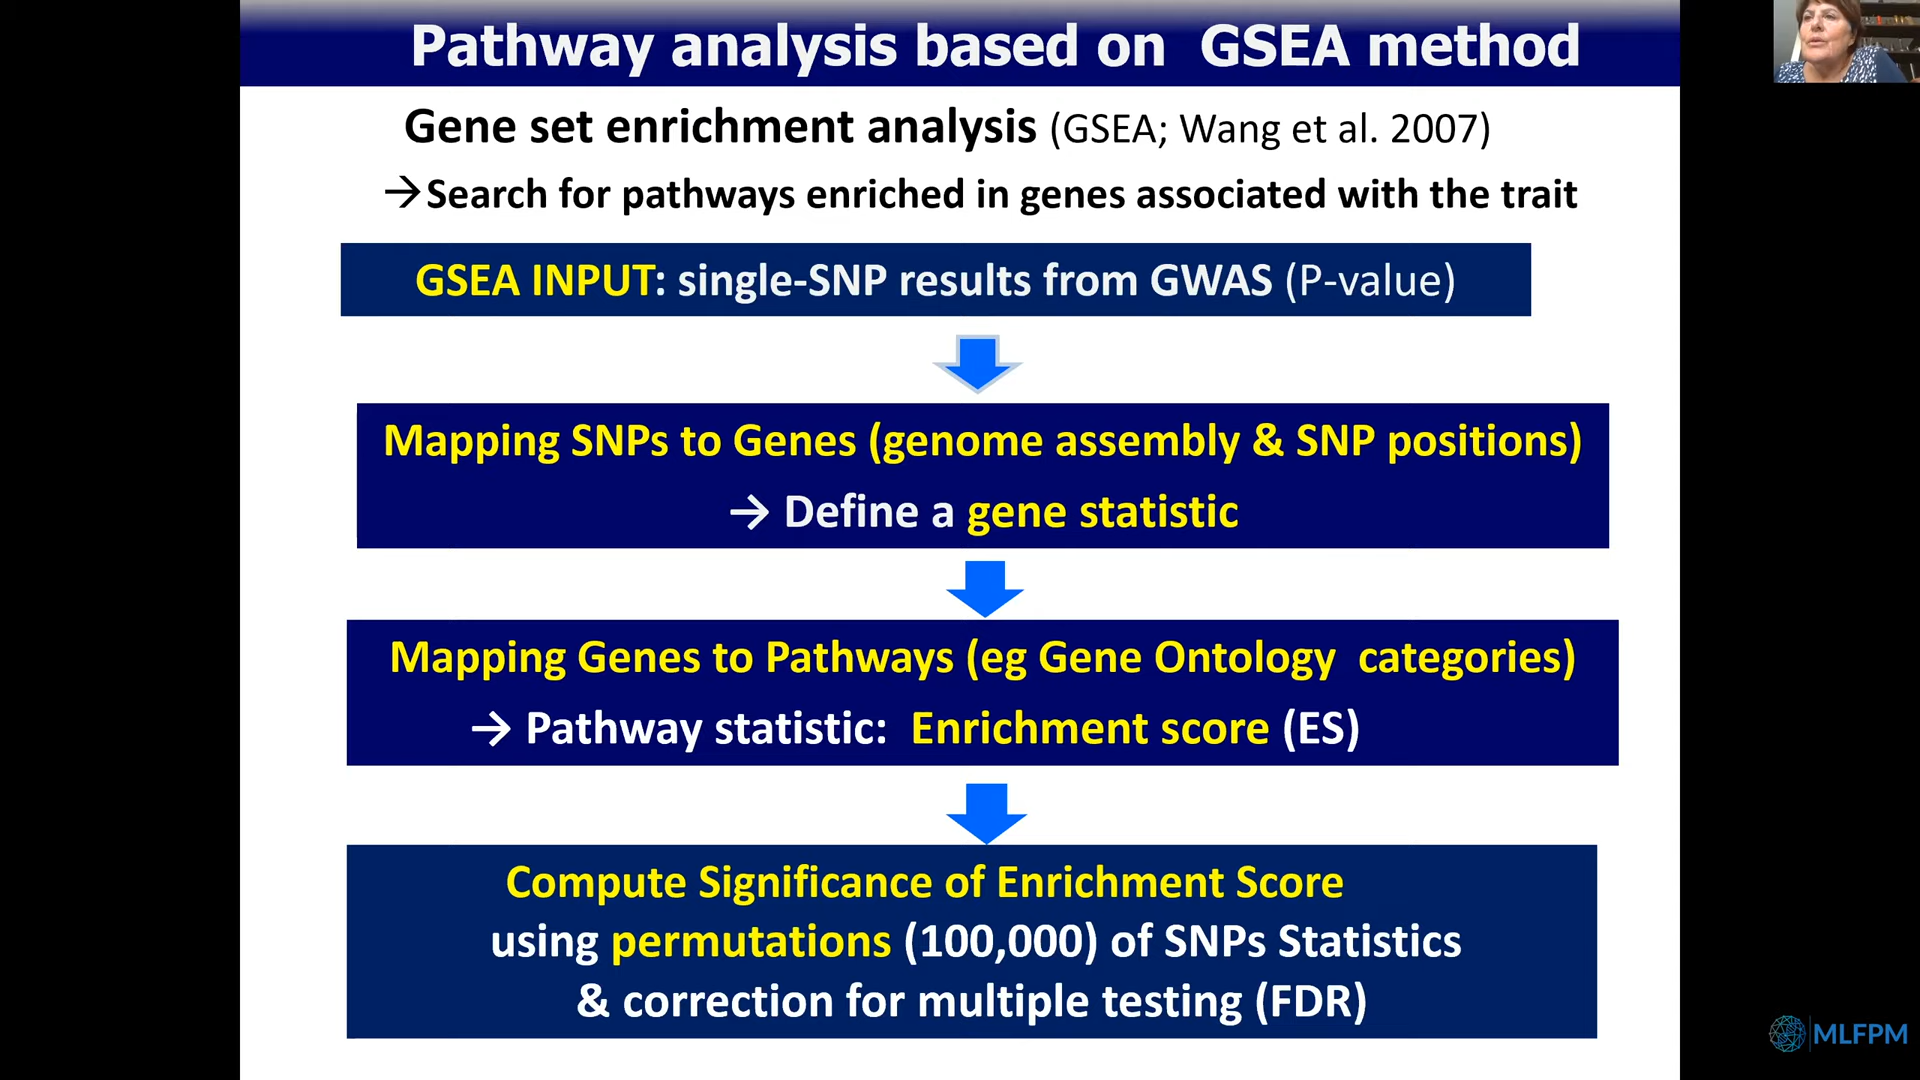 Pathway analysis based on GSEA method
Gene set enrichment analysis (GSEA; Wang et al. 2007)
→Search for pathways enriched in genes associated with the trait
GSEA INPUT: single-SNP results from GWAS (P-value)
Mapping SNPs to Genes (genome assembly & SNP positions)
→ Define a gene statistic
Mapping Genes to Pathways (eg Gene Ontology categories)
→ Pathway statistic: Enrichment score (ES)
Compute Significance of Enrichment Score
using permutations (100,000) of SNPs Statistics
& correction for multiple testing (FDR)
MLFPM